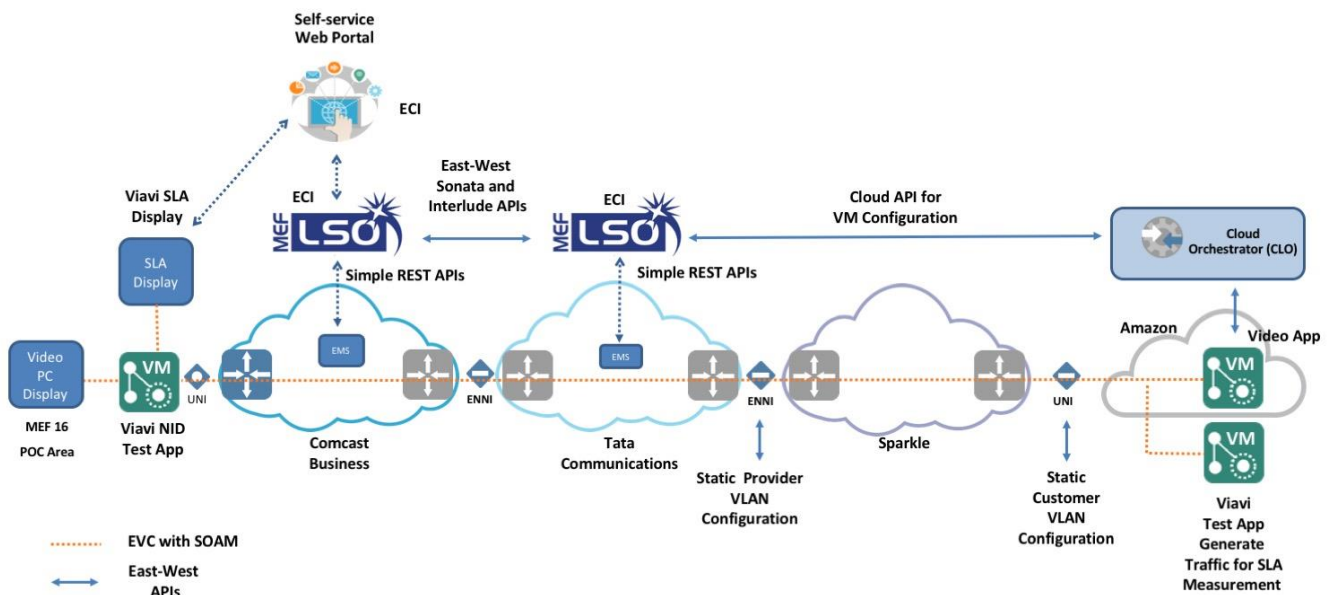 Self-service
Web Portal
ECI
Viavi SLA
Display
ECI
MEF LSO
East-West
Sonata and
Interlude APIs
ECI
MEF LSO
Cloud API for
VM Configuration
Cloud
Orchestrator (CLO)
SLA
Display
Simple REST APIs
Simple REST APIs
Amazon
Video App
Video
PC
Display
VM
UNI
EMS
ENNI
EMS
ENNI
UNI
VM
MEF 16
POC Area
Viavi NID
Test App
Comcast
Business
Tata
Communications
Sparkle
VM
Static Provider
VLAN
Configuration
Static
Customer
VLAN
Configuration
Viavi
Test App
Generate
Traffic for SLA
Measurement
EVC with SOAM
East-West
APIs